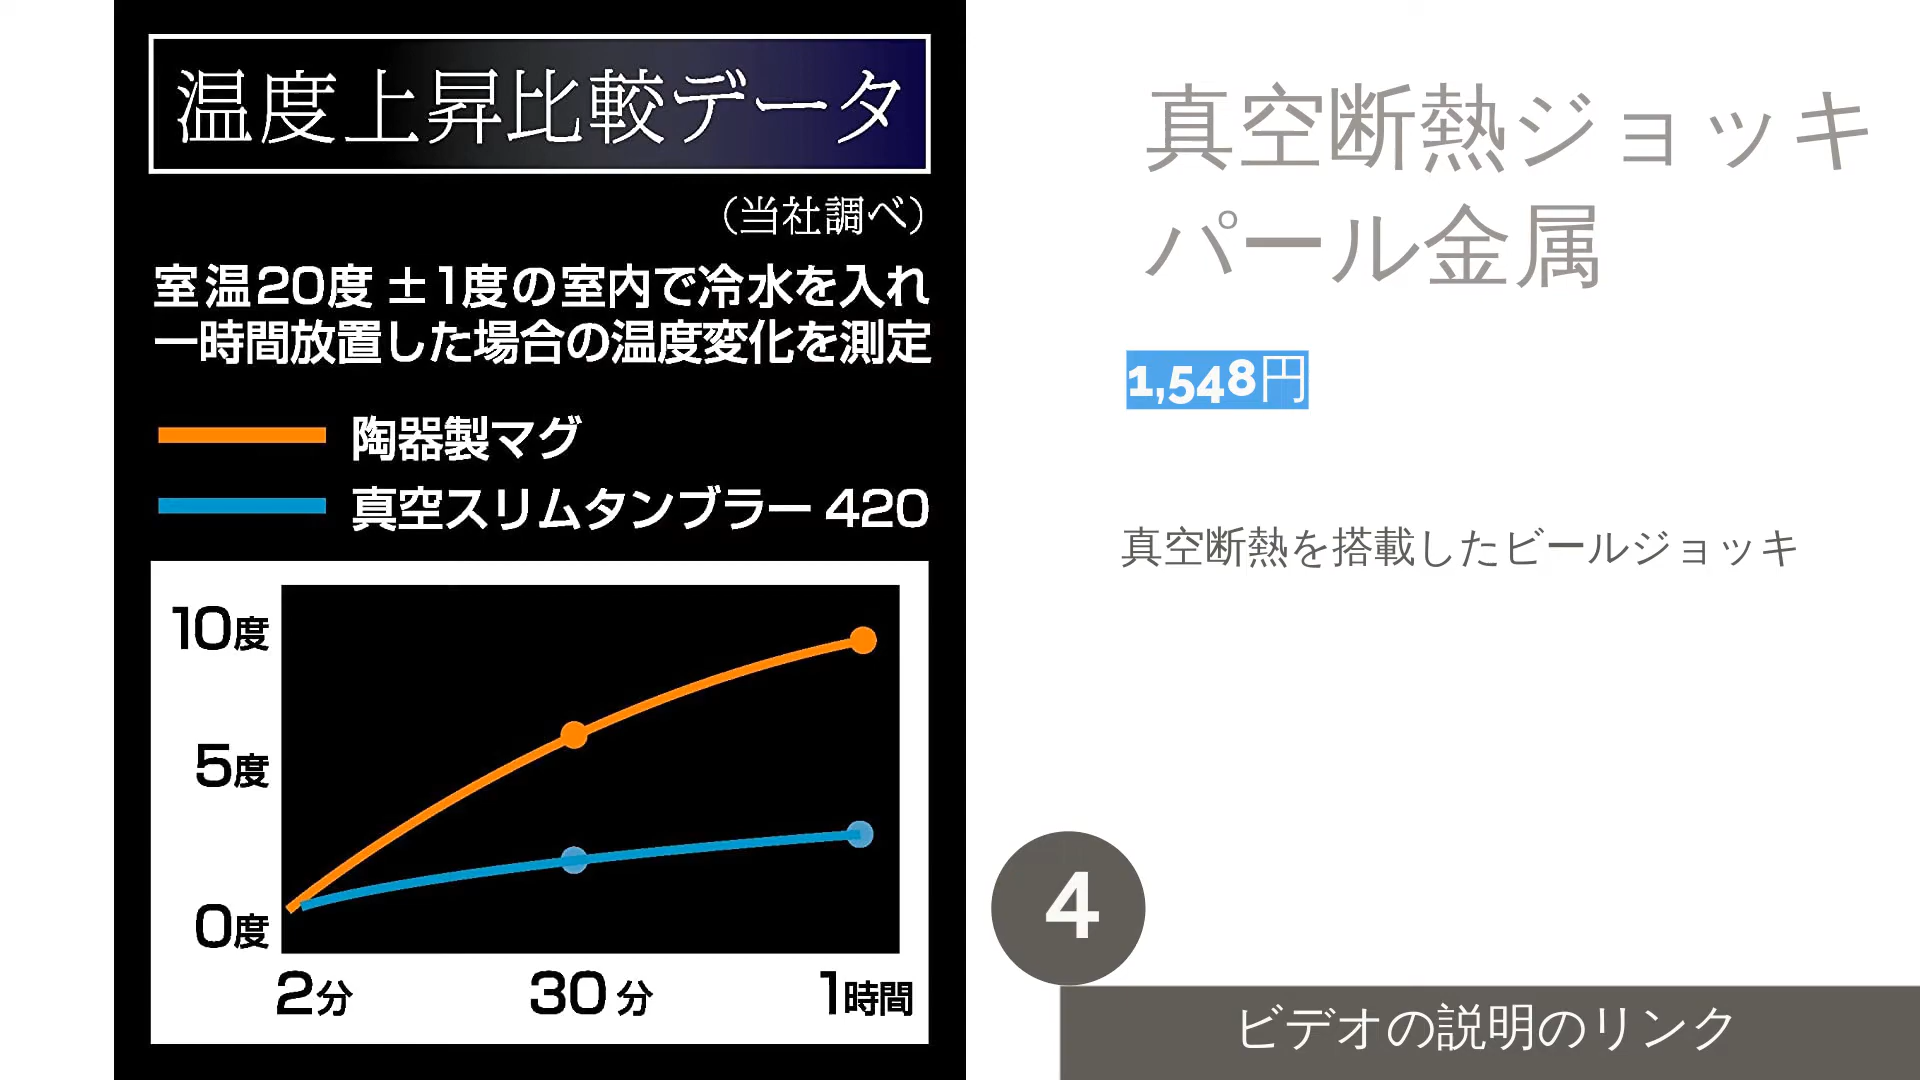 温度上昇比較データ
（当社調べ）
室温20度±1度の室内で冷水を入れ
一時間放置した場合の温度変化を測定
陶器製マグ
真空スリムタンブラー420
10度
5度
0度
2分
30分
1時間
真空断熱ジョッキ
パール金属
1,548円
真空断熱を搭載したビールジョッキ
4
ビデオの説明のリンク